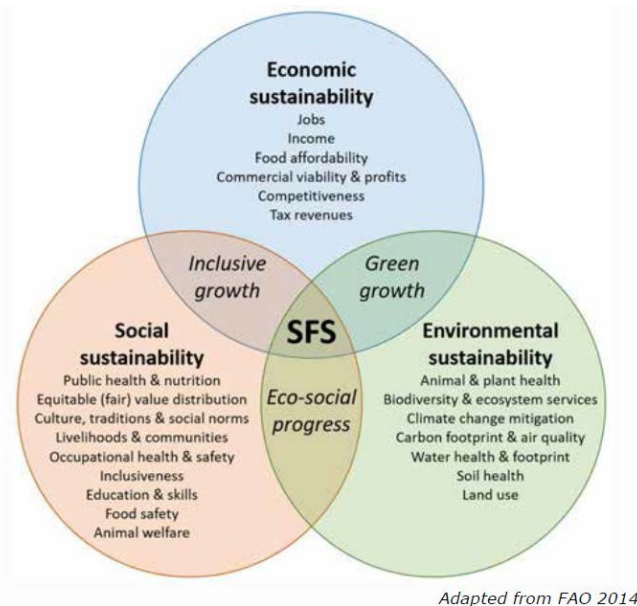 Economic
sustainability
Jobs
Income
Food affordability
Commercial viability & profits
Competitiveness
Tax revenues
Inclusive
growth
Green
growth
SFS
Social
sustainability
Public health & nutrition
Equitable (fair) value distribution
Culture, traditions & social norms
Livelihoods & communities
Occupational health & safety
Inclusiveness
Education & skills
Food safety
Animal welfare
Eco-social
progress
Environmental
sustainability
Animal & plant health
Biodiversity & ecosystem services
Climate change mitigation
Carbon footprint & air quality
Water health & footprint
Soil health
Land use
Adapted from FAO 2014